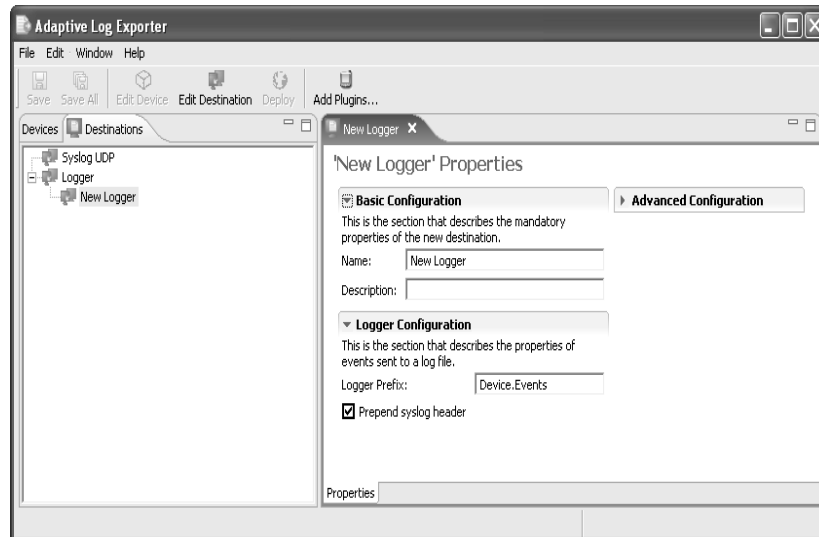 Adaptive Log Exporter
File Edit Window Help
Save Save All Edit Device Edit Destination Deploy Add Plugins...
Devices Destinations
Syslog UDP
Logger
New Logger
New Logger
'New Logger' Properties
Basic Configuration
This is the section that describes the mandatory
properties of the new destination.
Name: New Logger
Description:
Logger Configuration
This is the section that describes the properties of
events sent to a log file.
Logger Prefix: Device.Events
Prepend syslog header
Advanced Configuration
Properties